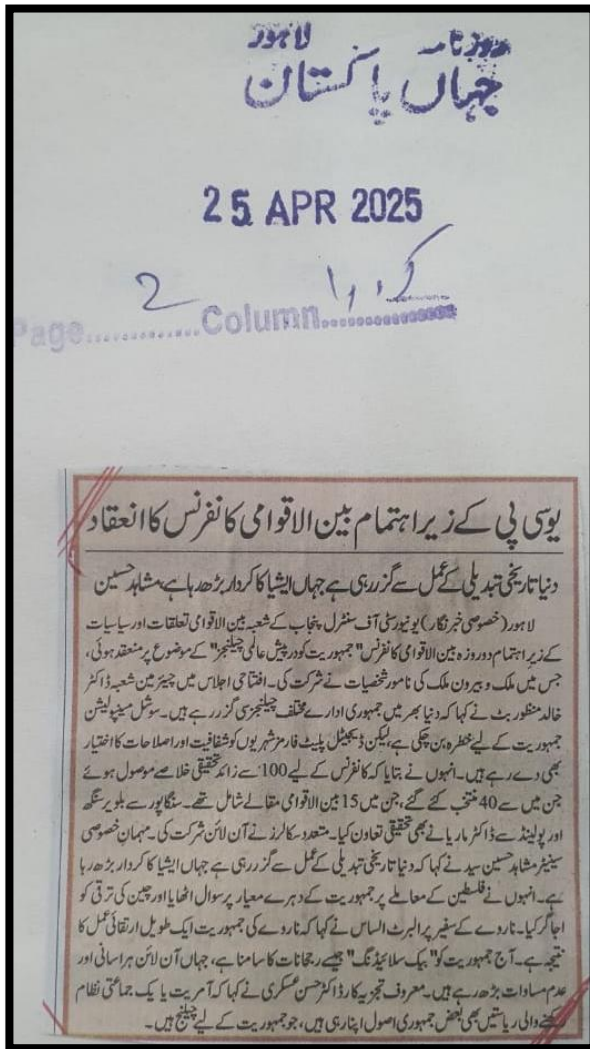 روزنامہ لاہور
جہاں پاکستان
25 APR 2025
2
Page..............Column................
یوسی پی کے زیر اہتمام بین الاقوامی کانفرنس کا انعقاد
دنیا تاریخی تبدیلی کے عمل سے گزر رہی ہے جہاں ایشیا کا کردار بڑھ رہا ہے، مشاہد حسین
لاہور (خصوصی خبر نگار) یونیورسٹی آف سنٹرل پنجاب کے شعبہ بین الاقوامی تعلقات اور سیاسیات
کے زیر اہتمام دو روزہ بین الاقوامی کانفرنس "جمہوریت کو درپیش عالمی چیلنجز" کے موضوع پر منعقد ہوئی،
جس میں ملک و بیرون ملک کی نامور شخصیات نے شرکت کی۔ افتتاحی اجلاس میں چیئرمین شعبہ ڈاکٹر
خالد منظور بٹ نے کہا کہ دنیا بھر میں جمہوری ادارے مختلف چیلنجز سی گزر رہے ہیں۔ سوشل مینپولیشن
جمہوریت کے لیے خطرہ بن چکی ہے، لیکن ڈیجیٹل پلیٹ فارمز شہریوں کو شفافیت اور اصلاحات کا اختیار
بھی دے رہے ہیں۔ انہوں نے بتایا کہ کانفرنس کے لیے 100 سے زائد تحقیقی خلاصے موصول ہوئے
جن میں سے 40 منتخب کئے گئے، جن میں 15 بین الاقوامی مقالے شامل تھے۔ سنگاپور سے بلویر سنگھ
اور پولینڈ سے ڈاکٹر ماریا نے بھی تحقیقی تعاون کیا۔ متعدد سکالرز نے آن لائن شرکت کی۔ مہمان خصوصی
سینیٹر مشاہد حسین سید نے کہا کہ دنیا تاریخی تبدیلی کے عمل سے گزر رہی ہے جہاں ایشیا کا کردار بڑھ رہا
ہے۔ انہوں نے فلسطین کے معاملے پر جمہوریت کے دہرے معیار پر سوال اٹھایا اور چین کی ترقی کو
اجاگر کیا۔ ناروے کے سفیر پر البرٹ الساس نے کہا کہ ناروے کی جمہوریت ایک طویل ارتقائی عمل کا
نتیجہ ہے۔ آج جمہوریت کو "بیک سلائیڈنگ" جیسے رجحانات کا سامنا ہے، جہاں آن لائن ہراسانی اور
عدم مساوات بڑھ رہے ہیں۔ معروف تجزیہ کار ڈاکٹر حسن عسکری نے کہا کہ آمریت یا یک جماعتی نظام
رکھنے والی ریاستیں بھی بعض جمہوری اصول اپنا رہی ہیں، جو جمہوریت کے لیے چیلنج ہیں۔